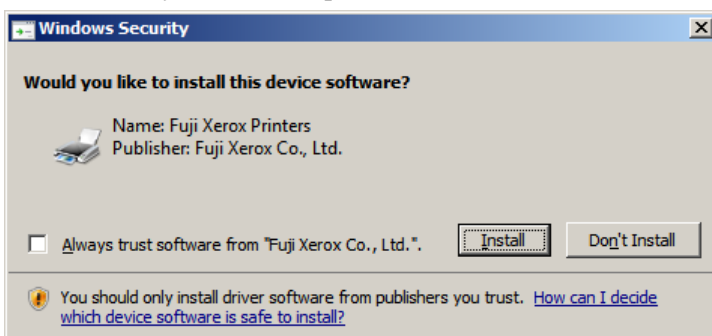 Windows Security
Would you like to install this device software?
Name: Fuji Xerox Printers
Publisher: Fuji Xerox Co., Ltd.
Always trust software from "Fuji Xerox Co., Ltd.". Install Don't Install
You should only install driver software from publishers you trust. How can I decide
which device software is safe to install?